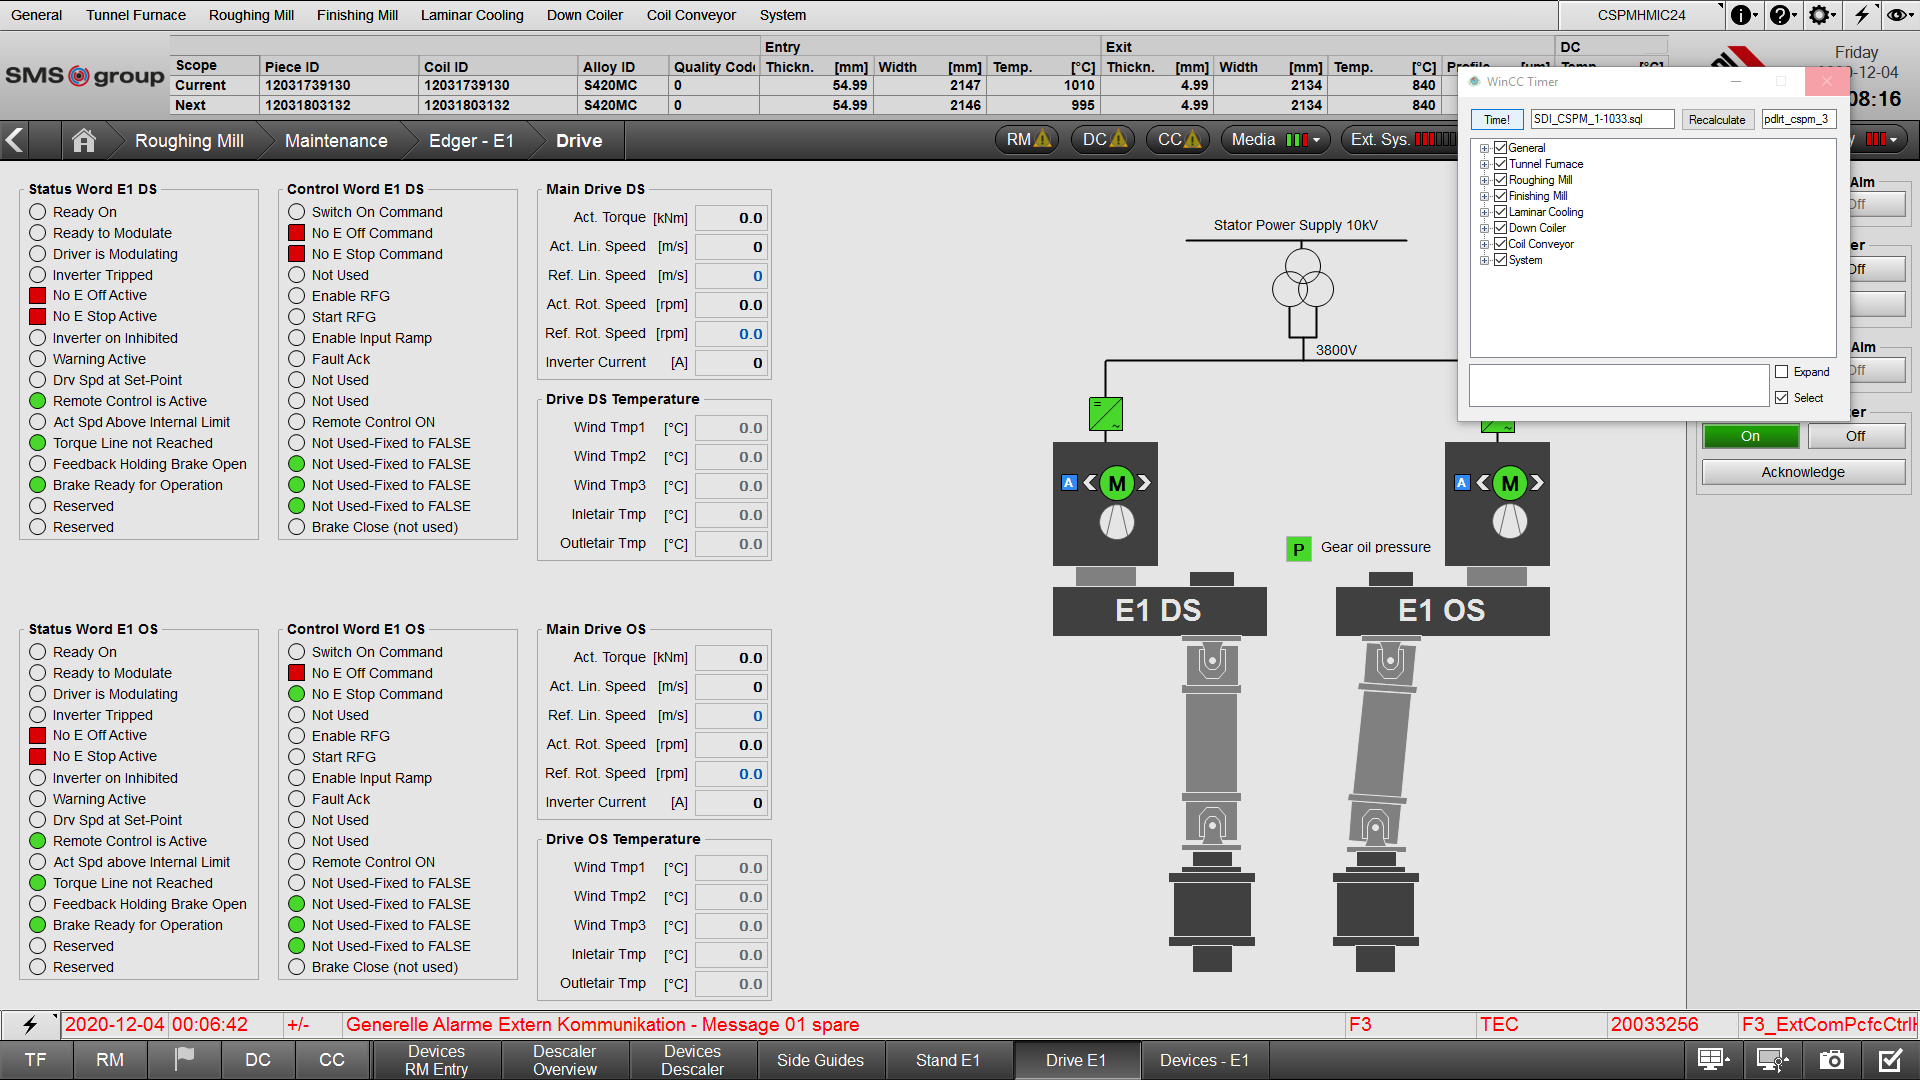 General Tunnel Furnace Roughing Mill Finishing Mill Laminar Cooling Down Coiler Coil Conveyor System CSPMHMIC24
SMS group
Entry Exit DC
Scope Piece ID Coil ID Alloy ID Quality Code Thickn. [mm] Width [mm] Temp. [°C] Thickn. [mm] Width [mm] Temp. [°C]
Current 12031739130 12031739130 S420MC 0 54.99 2147 1010 4.99 2134 840
Next 12031803132 12031803132 S420MC 0 54.99 2146 995 4.99 2134 840
Friday
-12-04
08:16
Roughing Mill Maintenance Edger - E1 Drive RM DC CC Media Ext. Sys.
WinCC Timer
Time! SDI_CSPM_1-1033.sql Recalculate pdlrt_cspm_3
General
Tunnel Furnace
Roughing Mill
Finishing Mill
Laminar Cooling
Down Coiler
Coil Conveyor
System
Expand
Select
Status Word E1 DS
Ready On
Ready to Modulate
Driver is Modulating
Inverter Tripped
No E Off Active
No E Stop Active
Inverter on Inhibited
Warning Active
Drv Spd at Set-Point
Remote Control is Active
Act Spd Above Internal Limit
Torque Line not Reached
Feedback Holding Brake Open
Brake Ready for Operation
Reserved
Reserved
Control Word E1 DS
Switch On Command
No E Off Command
No E Stop Command
Not Used
Enable RFG
Start RFG
Enable Input Ramp
Fault Ack
Not Used
Not Used
Remote Control ON
Not Used-Fixed to FALSE
Not Used-Fixed to FALSE
Not Used-Fixed to FALSE
Not Used-Fixed to FALSE
Brake Close (not used)
Main Drive DS
Act. Torque [kNm] 0.0
Act. Lin. Speed [m/s] 0
Ref. Lin. Speed [m/s] 0
Act. Rot. Speed [rpm] 0.0
Ref. Rot. Speed [rpm] 0.0
Inverter Current [A] 0
Drive DS Temperature
Wind Tmp1 [°C] 0.0
Wind Tmp2 [°C] 0.0
Wind Tmp3 [°C] 0.0
Inletair Tmp [°C] 0.0
Outletair Tmp [°C] 0.0
Stator Power Supply 10kV
3800V
A M
A M
P Gear oil pressure
E1 DS
E1 OS
Alm
Off
Off
Alm
Off
On Off
Acknowledge
Status Word E1 OS
Ready On
Ready to Modulate
Driver is Modulating
Inverter Tripped
No E Off Active
No E Stop Active
Inverter on Inhibited
Warning Active
Drv Spd at Set-Point
Remote Control is Active
Act Spd above Internal Limit
Torque Line not Reached
Feedback Holding Brake Open
Brake Ready for Operation
Reserved
Reserved
Control Word E1 OS
Switch On Command
No E Off Command
No E Stop Command
Not Used
Enable RFG
Start RFG
Enable Input Ramp
Fault Ack
Not Used
Not Used
Remote Control ON
Not Used-Fixed to FALSE
Not Used-Fixed to FALSE
Not Used-Fixed to FALSE
Not Used-Fixed to FALSE
Brake Close (not used)
Main Drive OS
Act. Torque [kNm] 0.0
Act. Lin. Speed [m/s] 0
Ref. Lin. Speed [m/s] 0
Act. Rot. Speed [rpm] 0.0
Ref. Rot. Speed [rpm] 0.0
Inverter Current [A] 0
Drive OS Temperature
Wind Tmp1 [°C] 0.0
Wind Tmp2 [°C] 0.0
Wind Tmp3 [°C] 0.0
Inletair Tmp [°C] 0.0
Outletair Tmp [°C] 0.0
2020-12-04 00:06:42 +/- Generelle Alarme Extern Kommunikation - Message 01 spare F3 TEC 20033256 F3_ExtComPcfcCtrl
TF RM DC CC Devices RM Entry Descaler Overview Devices Descaler Side Guides Stand E1 Drive E1 Devices - E1